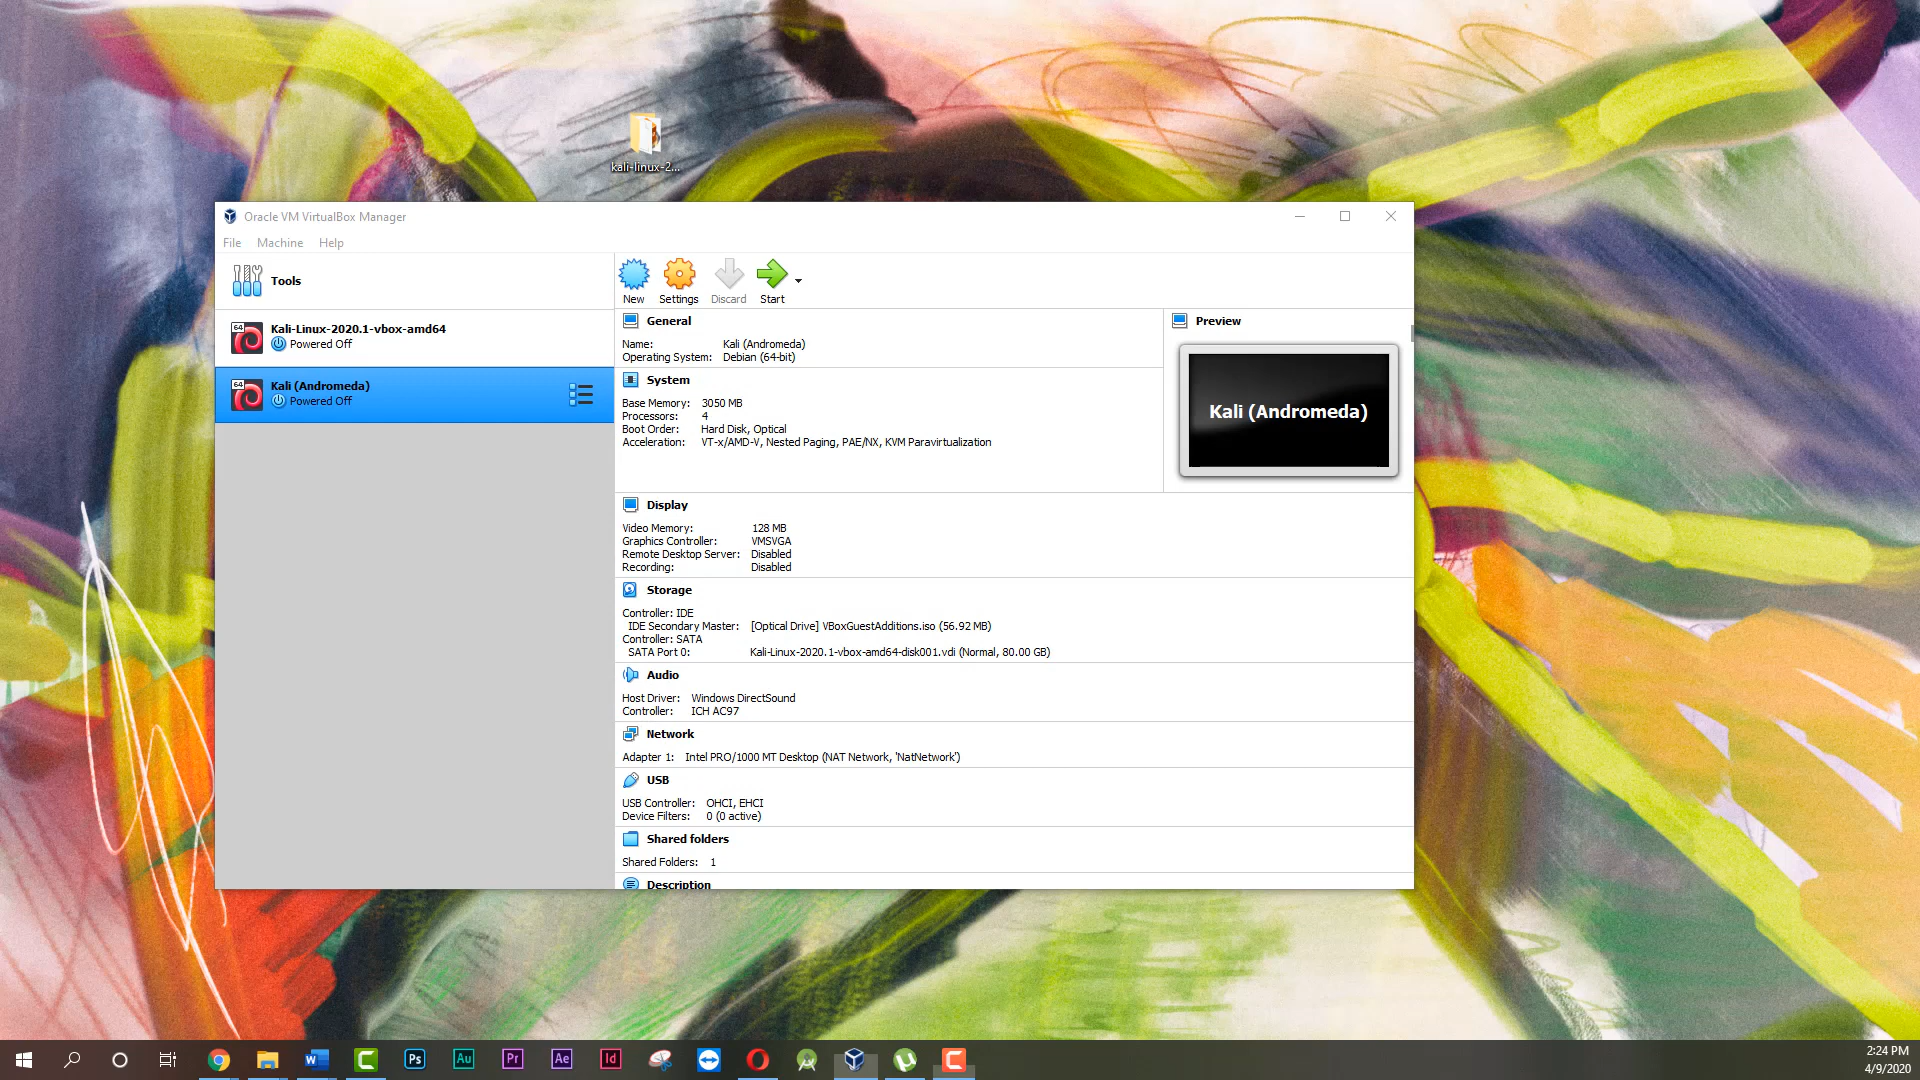 kali-linux-2...
Oracle VM VirtualBox Manager
File Machine Help
Tools
New Settings Discard Start
64 Kali-Linux-2020.1-vbox-amd64
Powered Off
64 Kali (Andromeda)
Powered Off
General
Name: Kali (Andromeda)
Operating System: Debian (64-bit)
System
Base Memory: 3050 MB
Processors: 4
Boot Order: Hard Disk, Optical
Acceleration: VT-x/AMD-V, Nested Paging, PAE/NX, KVM Paravirtualization
Preview
Kali (Andromeda)
Display
Video Memory: 128 MB
Graphics Controller: VMSVGA
Remote Desktop Server: Disabled
Recording: Disabled
Storage
Controller: IDE
IDE Secondary Master: [Optical Drive] VBoxGuestAdditions.iso (56.92 MB)
Controller: SATA
SATA Port 0: Kali-Linux-2020.1-vbox-amd64-disk001.vdi (Normal, 80.00 GB)
Audio
Host Driver: Windows DirectSound
Controller: ICH AC97
Network
Adapter 1: Intel PRO/1000 MT Desktop (NAT Network, 'NatNetwork')
USB
USB Controller: OHCI, EHCI
Device Filters: 0 (0 active)
Shared folders
Shared Folders: 1
Description
W Ps Au Pr Ae Id
2:24 PM
4/9/2020